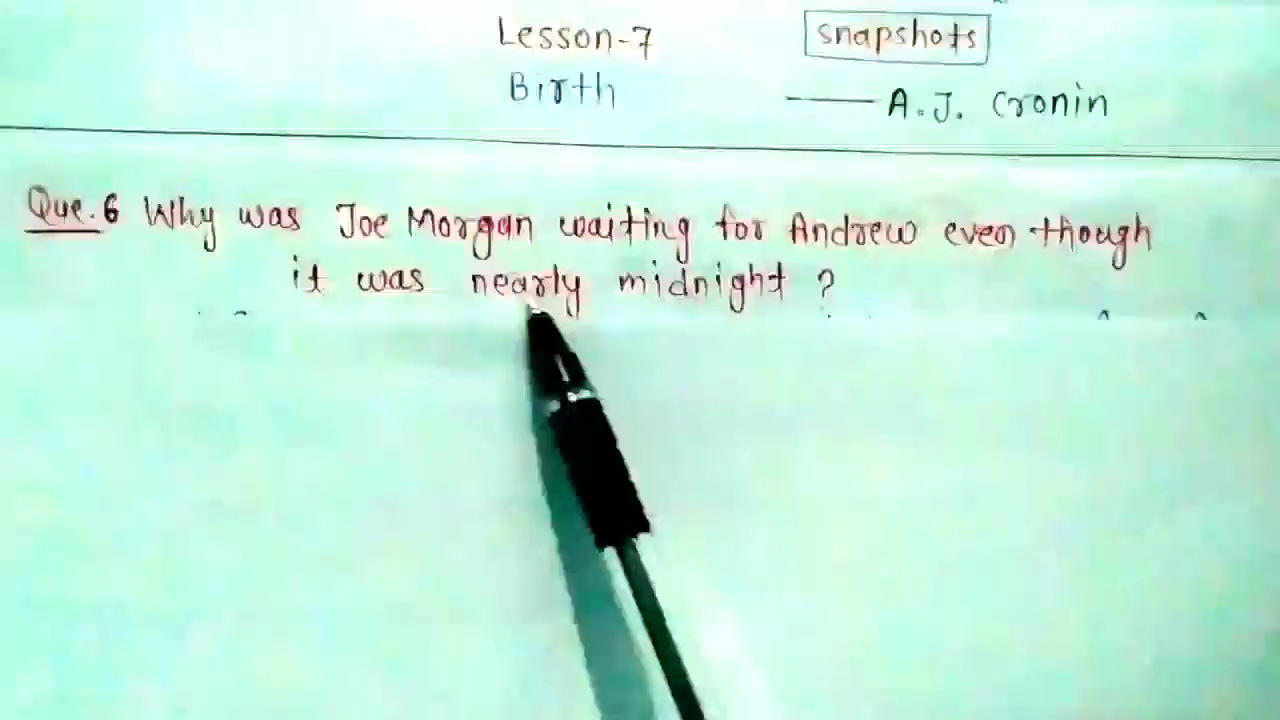 Lesson-7
Snapshots
Birth
— A.J. Cronin
Que.6 Why was Joe Morgan waiting for Andrew even though
it was nearly midnight ?